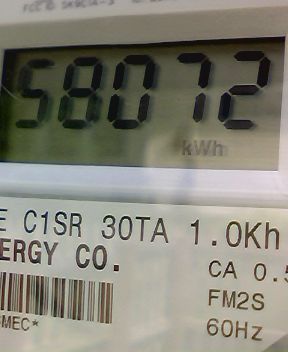 58072
kWh
E C1SR 30TA 1.0Kh
ERGY CO.
CA 0.5
FM2S
MEC*
60Hz